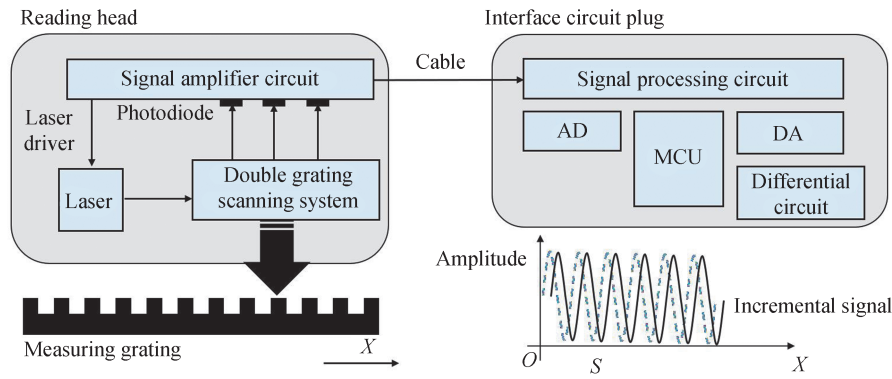 Reading head
Interface circuit plug
Signal amplifier circuit
Cable
Signal processing circuit
Laser
driver
Photodiode
AD
MCU
DA
Laser
Double grating
scanning system
Differential
circuit
Amplitude
Incremental signal
Measuring grating
X
O
S
X